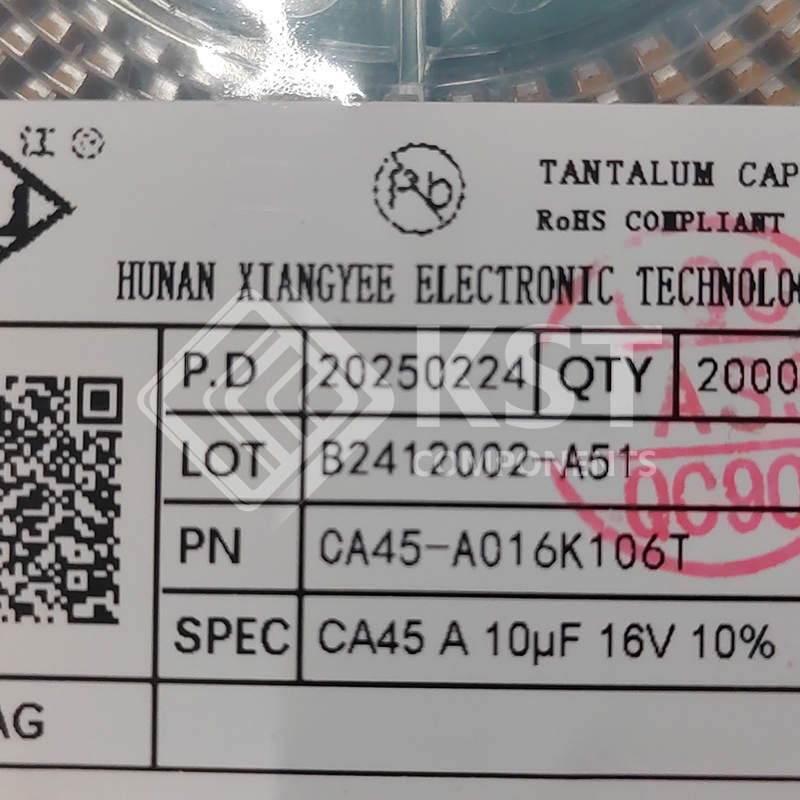 江
Pb
TANTALUM CAP
RoHS COMPLIANT
HUNAN XIANGYEE ELECTRONIC TECHNOLO
P.D 20250224 QTY 2000
LOT B2412002-A51
PN CA45-A016K106T
SPEC CA45 A 10μF 16V 10%
AG
KST
COMPONENTS
QC90